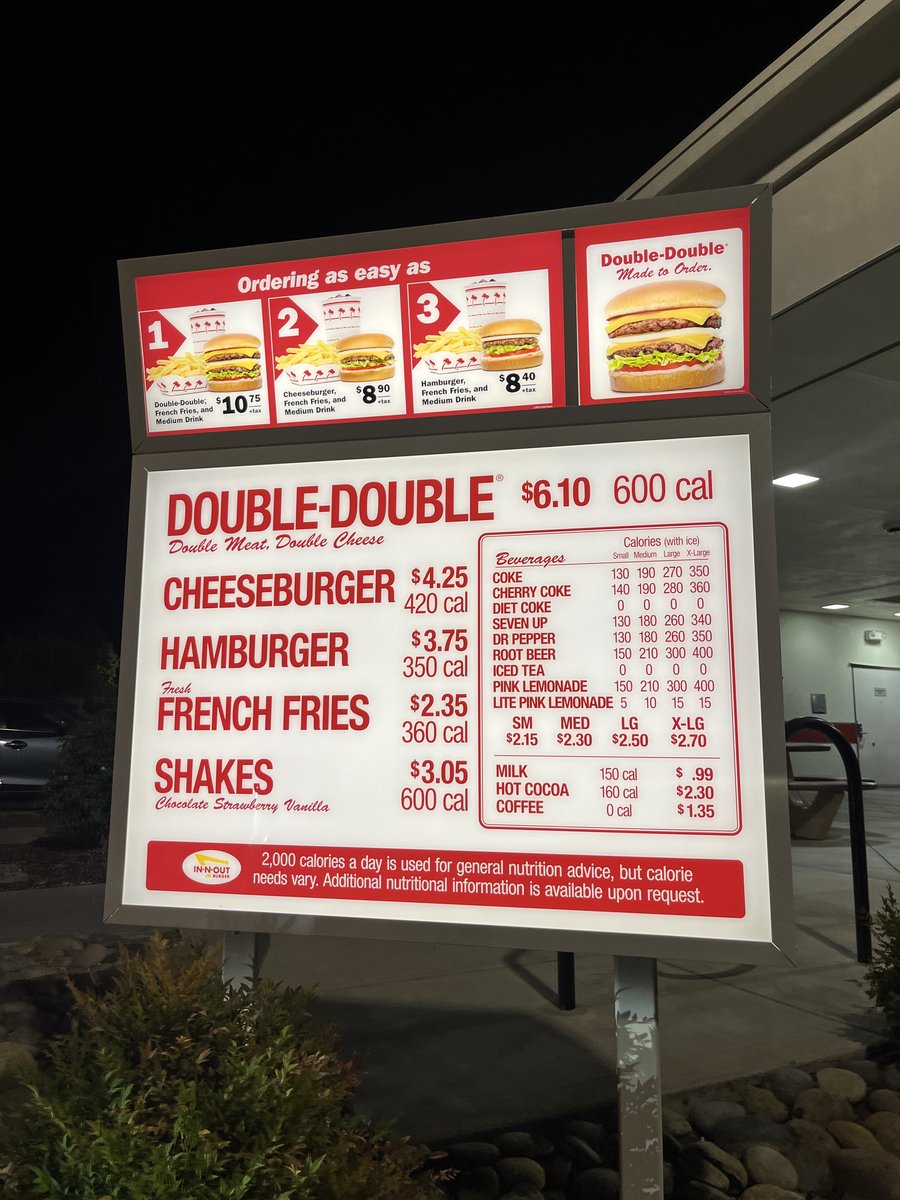 Ordering as easy as
1
Double-Double,
French Fries, and
Medium Drink
$10 75
+tax
2
Cheeseburger,
French Fries, and
Medium Drink
$8 90
+tax
3
Hamburger,
French Fries, and
Medium Drink
$8 40
+tax
Double-Double®
Made to Order.
DOUBLE-DOUBLE® $6.10 600 cal
Double Meat, Double Cheese
CHEESEBURGER $4.25
420 cal
HAMBURGER $3.75
350 cal
Fresh
FRENCH FRIES $2.35
360 cal
SHAKES $3.05
Chocolate Strawberry Vanilla 600 cal
Calories (with ice)
Beverages Small Medium Large X-Large
COKE 130 190 270 350
CHERRY COKE 140 190 280 360
DIET COKE 0 0 0 0
SEVEN UP 130 180 260 340
DR PEPPER 130 180 260 350
ROOT BEER 150 210 300 400
ICED TEA 0 0 0 0
PINK LEMONADE 150 210 300 400
LITE PINK LEMONADE 5 10 15 15
SM MED LG X-LG
$2.15 $2.30 $2.50 $2.70
MILK 150 cal $ .99
HOT COCOA 160 cal $2.30
COFFEE 0 cal $1.35
IN-N-OUT
BURGER
2,000 calories a day is used for general nutrition advice, but calorie
needs vary. Additional nutritional information is available upon request.